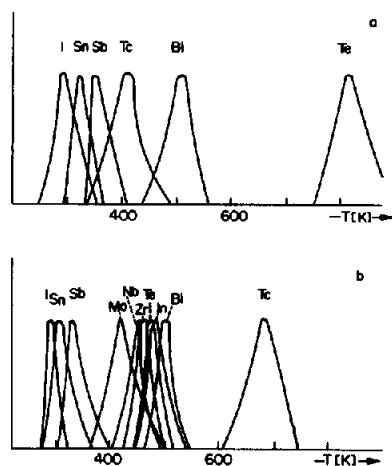 a
I Sn Sb Tc Bi Te
400 600 —T[K]→
b
I Sn Sb Mo Nb Zr Te In Bi Tc
400 600 —T[K]→